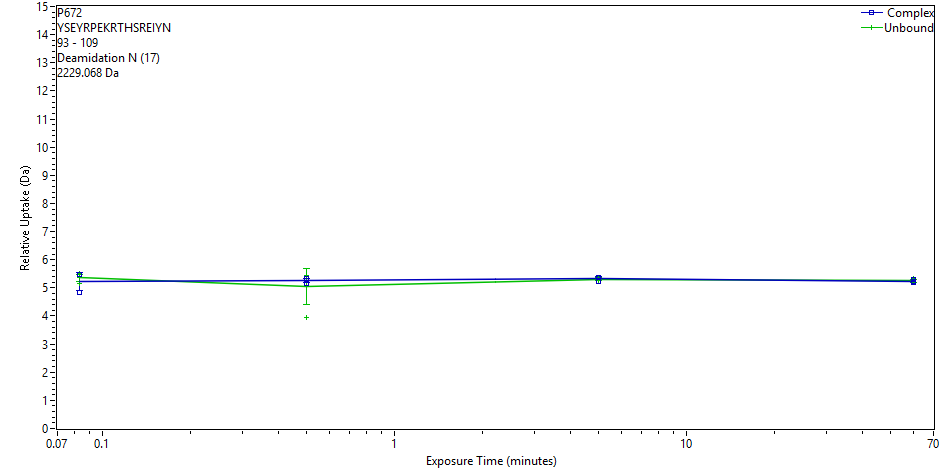 P672
YSEYRPEKRTHSREIYN
93 - 109
Deamidation N (17)
2229.068 Da
Complex
Unbound
Relative Uptake (Da)
15
14
13
12
11
10
9
8
7
6
5
4
3
2
1
0
0.07 0.1 1 10 70
Exposure Time (minutes)